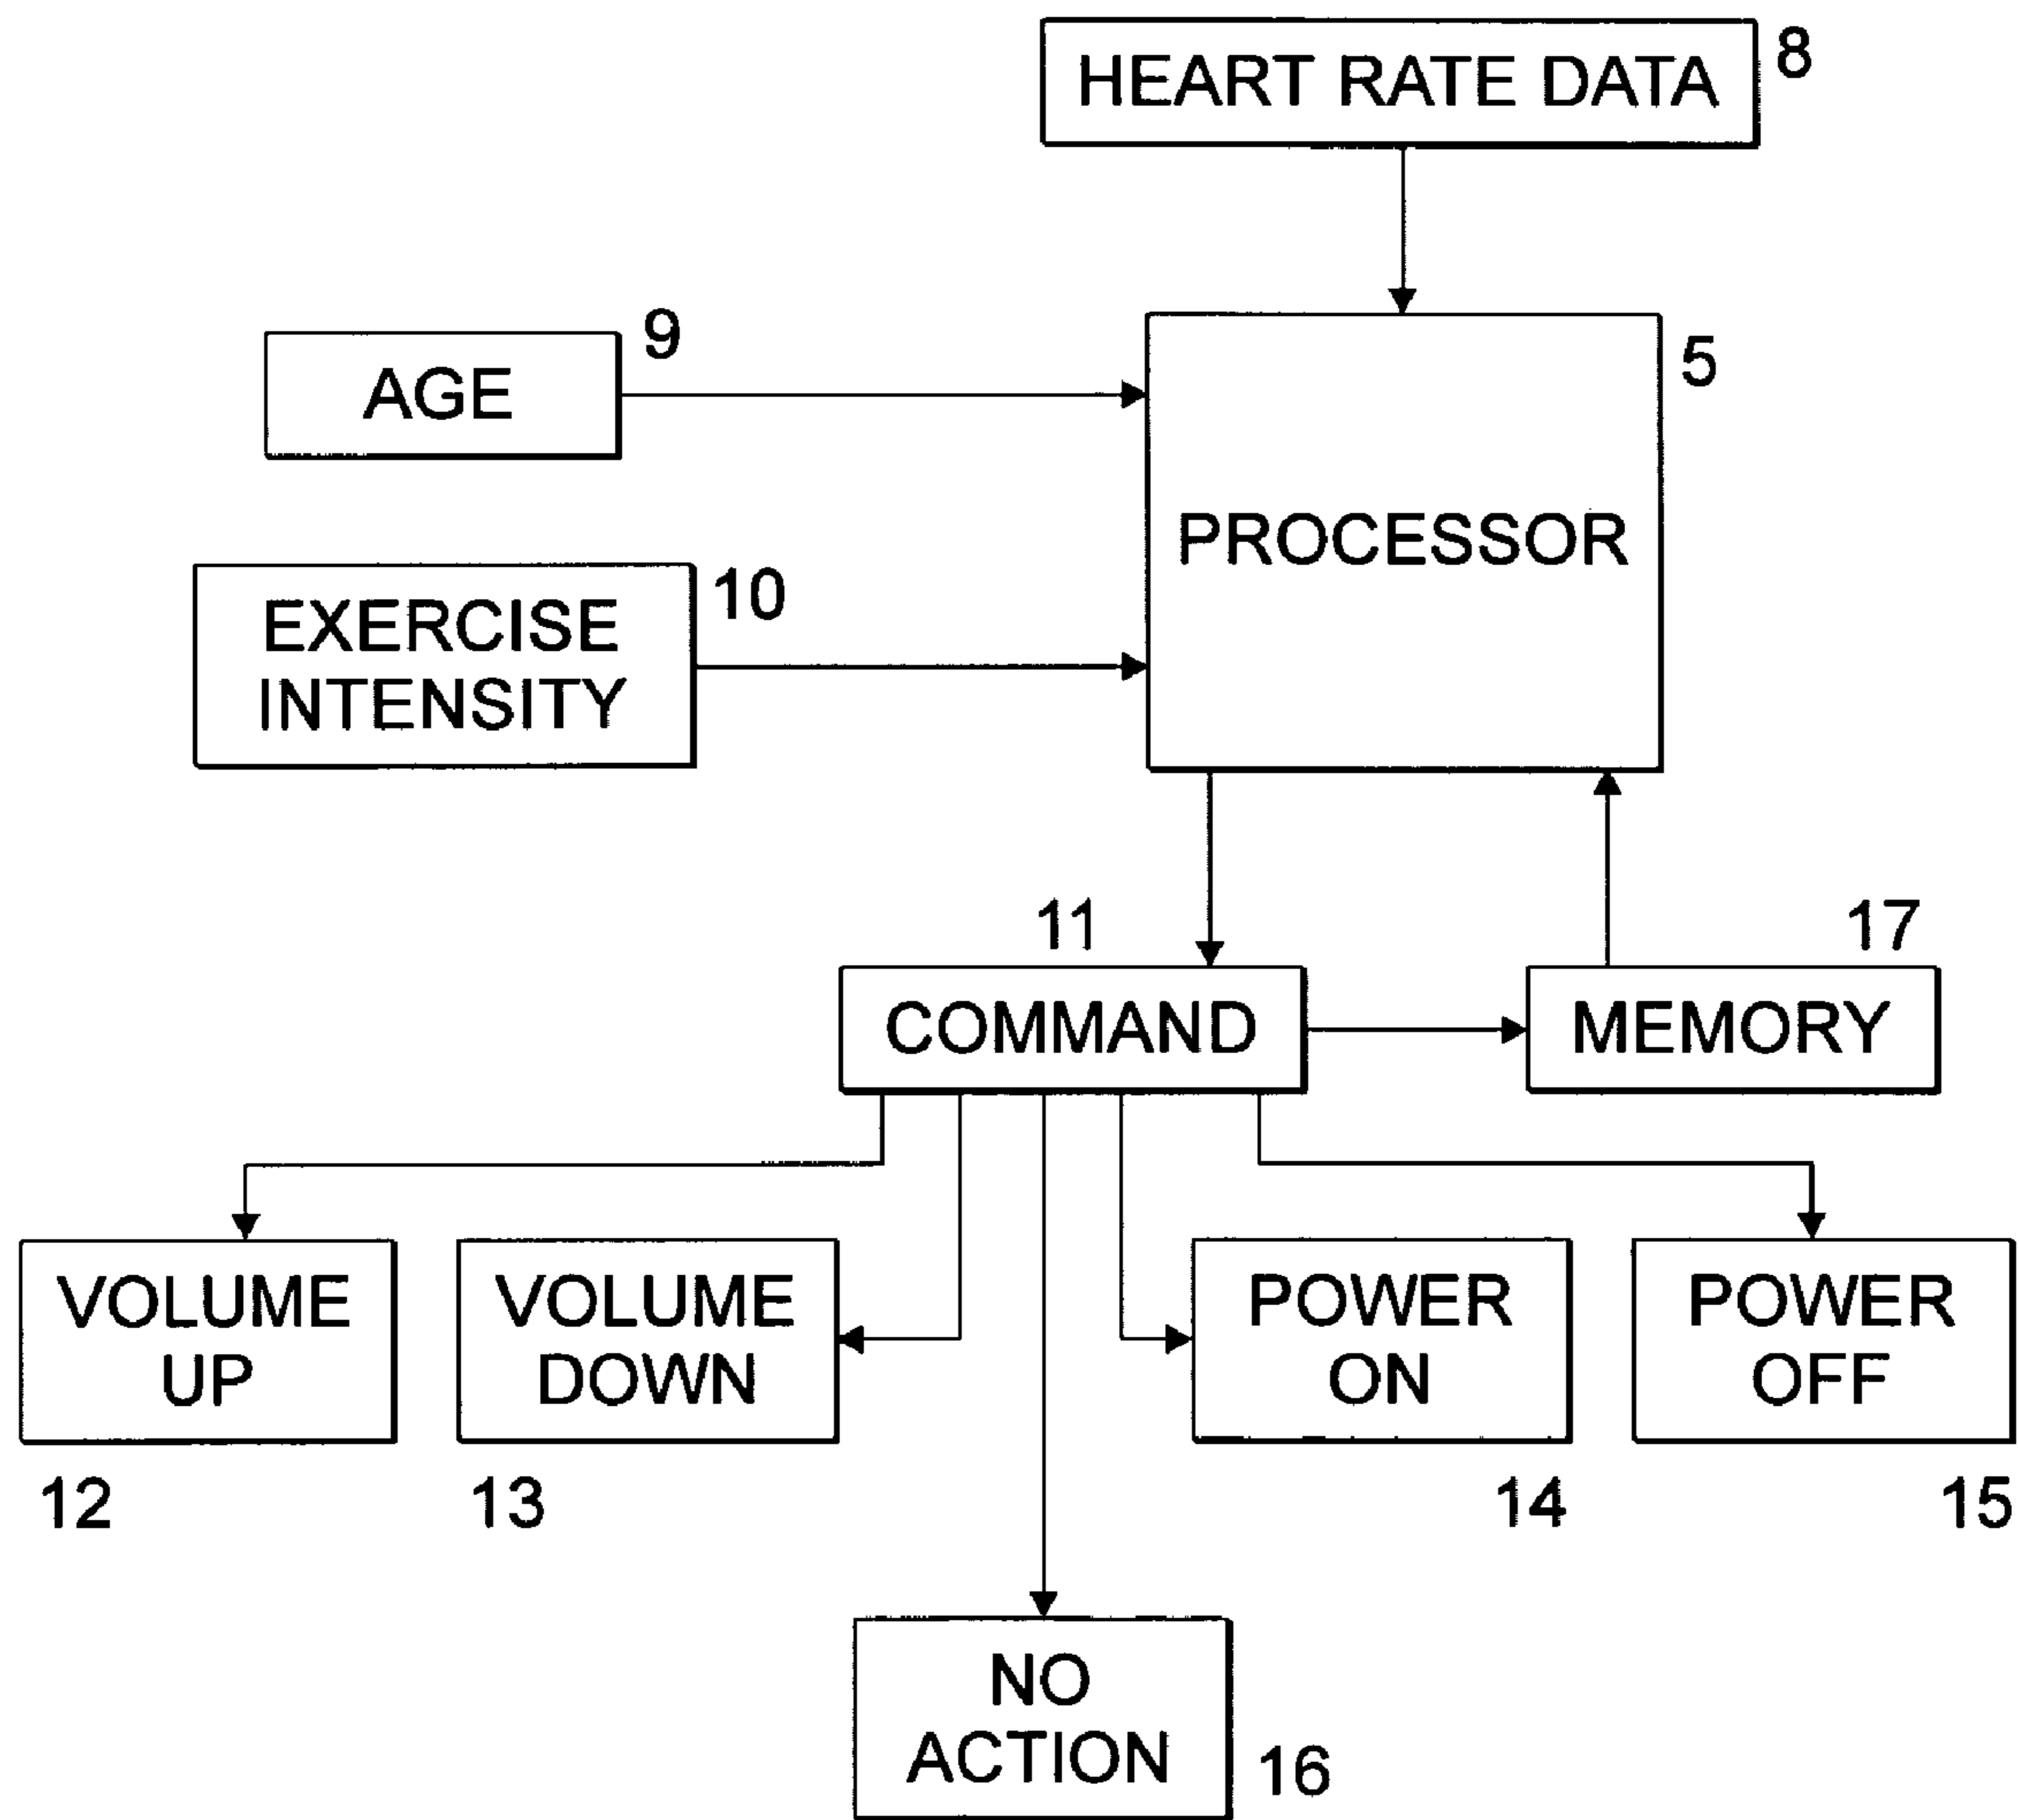 HEART RATE DATA
8
9
AGE
5
PROCESSOR
10
EXERCISE
INTENSITY
11
17
COMMAND
MEMORY
VOLUME
UP
VOLUME
DOWN
POWER
ON
POWER
OFF
12
13
14
15
NO
ACTION
16